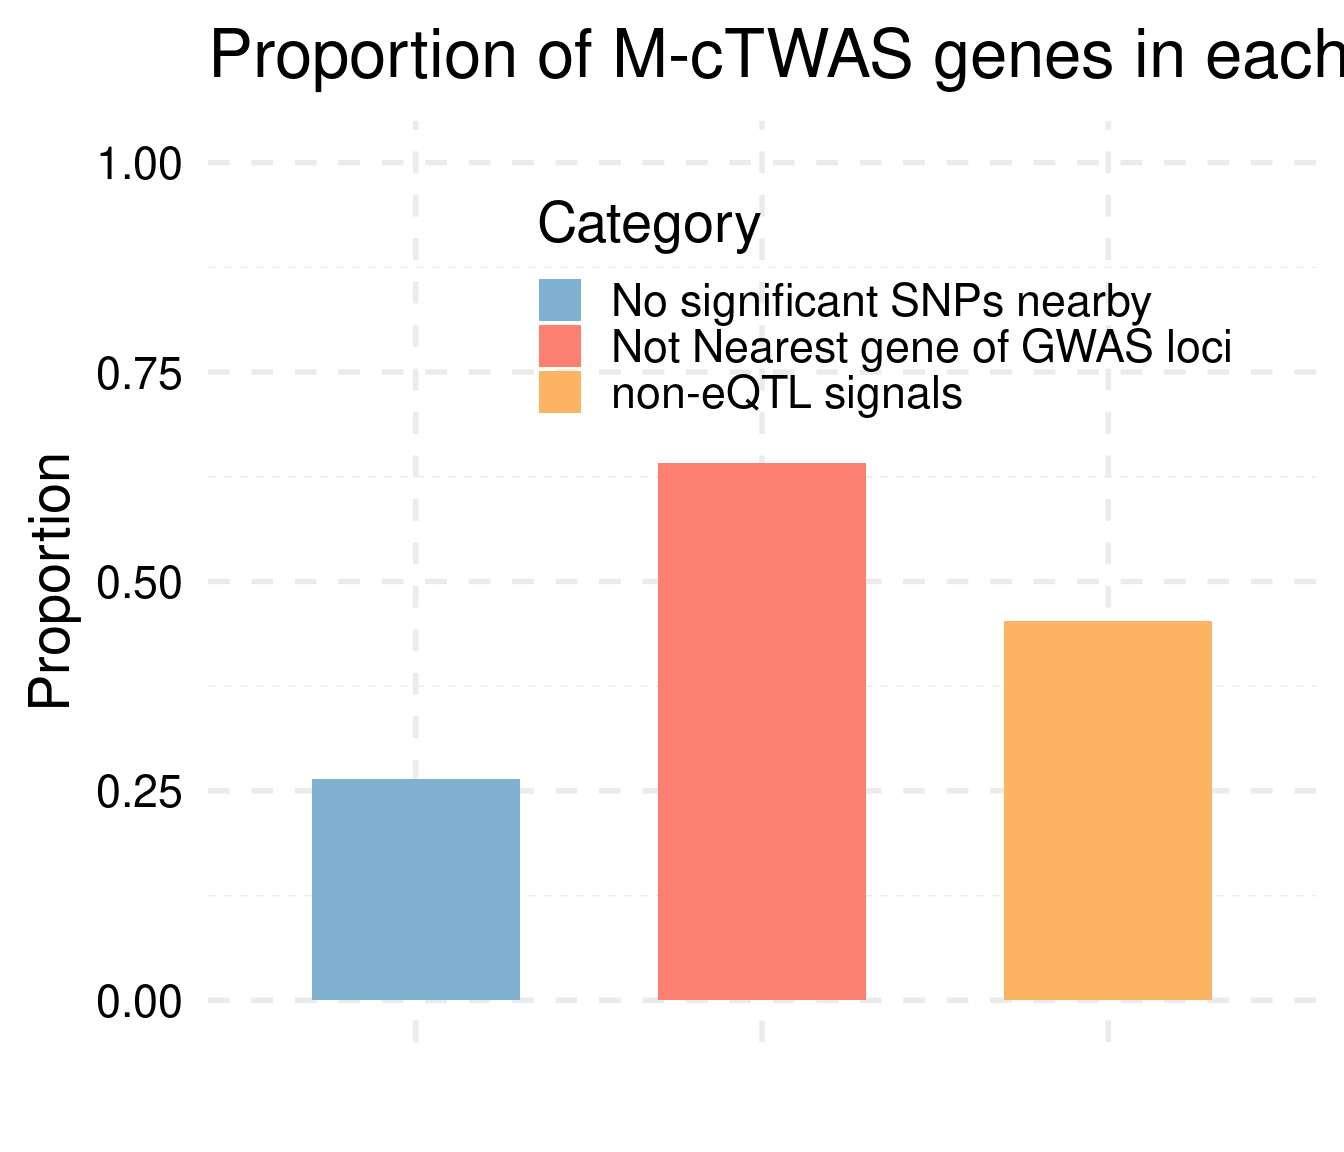 Proportion of M-cTWAS genes in each
1.00
Category
No significant SNPs nearby
Not Nearest gene of GWAS loci
0.75
non-eQTL signals
Proportion
0.50
0.25
0.00